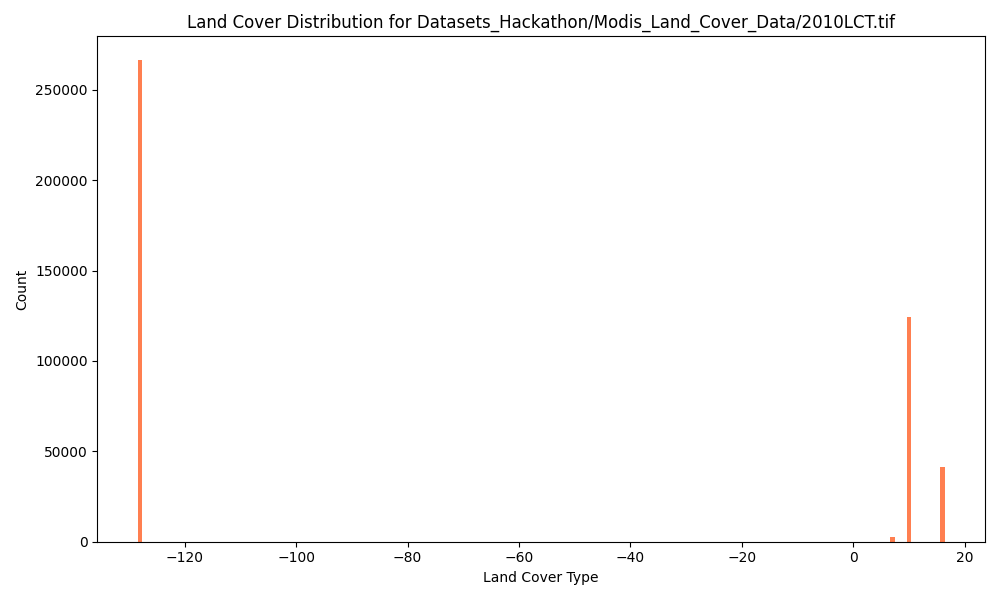 Land Cover Distribution for Datasets_Hackathon/Modis_Land_Cover_Data/2010LCT.tif
Count
250000
200000
150000
100000
50000
0
−120 −100 −80 −60 −40 −20 0 20
Land Cover Type